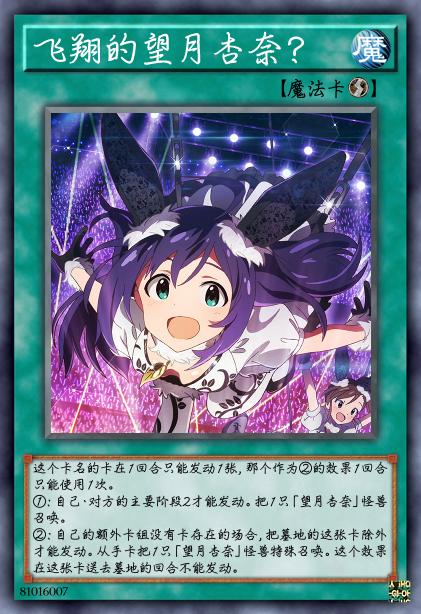 飞翔的望月杏奈？
魔
【魔法卡】
这个卡名的卡在1回合只能发动1张，那个作为②的效果1回合
只能使用1次。
①：自己·对方的主要阶段2才能发动。把1只「望月杏奈」怪兽
召唤。
②：自己的额外卡组没有卡存在的场合，把墓地的这张卡除外
才能发动。从手卡把1只「望月杏奈」怪兽特殊召唤。这个效果
在这张卡送去墓地的回合不能发动。
81016007